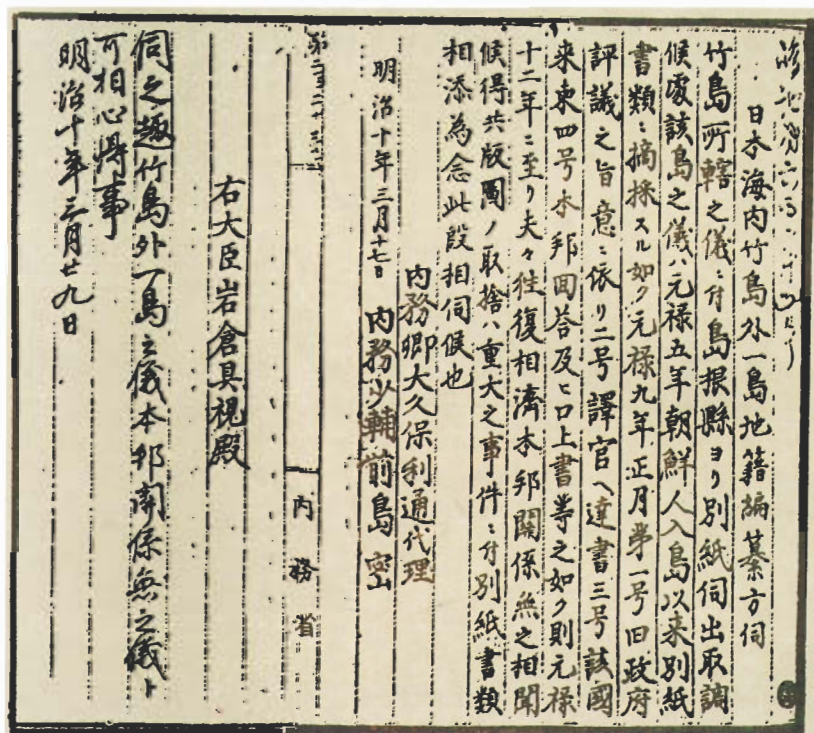 日本海内竹島外一島地籍編纂方伺
竹島所轄之儀ニ付島根縣ヨリ別紙伺出取調
候處該島之儀ハ元禄五年朝鮮人入島以来別紙
書類ニ摘採スル如ク元禄九年正月第一号旧政府
評議之旨意ニ依リ二号譯官ヘ達書三号該國
来柬四号本邦回答及ヒ口上書等之如ク則元禄
十二年ニ至リ夫々往復相濟本邦関係無之相聞
候得共版圖ノ取捨ハ重大之事件ニ付別紙書類
相添為念此段相伺候也
内務卿大久保利通代理
明治十年三月十七日 内務少輔前島密
内務省
右大臣岩倉具視殿
伺之趣竹島外一島之儀本邦関係無之儀ト
可相心得事
明治十年三月廿九日